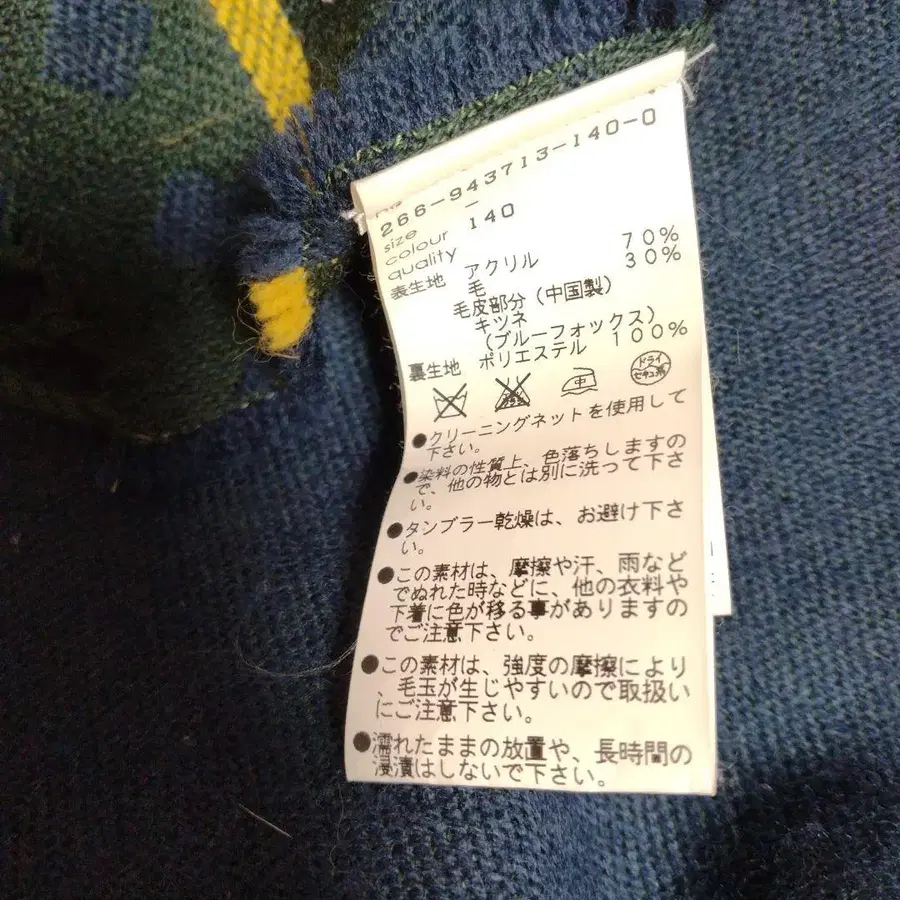 266-943713-140-0
size -
colour 140
quality
表生地 アクリル 70%
毛 30%
毛皮部分(中国製)
キツネ
(ブルーフォックス)
裏生地 ポリエステル 100%
中
ドライ
セキユ系
●クリーニングネットを使用して
下さい。
●染料の性質上、色落ちしますの
で、他の物とは別に洗って下さ
い。
●タンブラー乾燥は、お避け下さ
い。
●この素材は、摩擦や汗、雨など
でぬれた時などに、他の衣料や
下着に色が移る事がありますの
でご注意下さい。
●この素材は、強度の摩擦により
、毛玉が生じやすいので取扱い
にご注意下さい。
●濡れたままの放置や、長時間の
浸漬はしないで下さい。